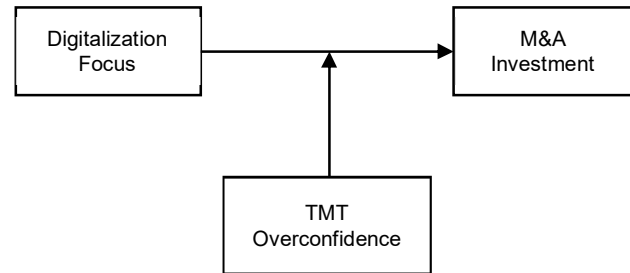 Digitalization
Focus
M&A
Investment
TMT
Overconfidence